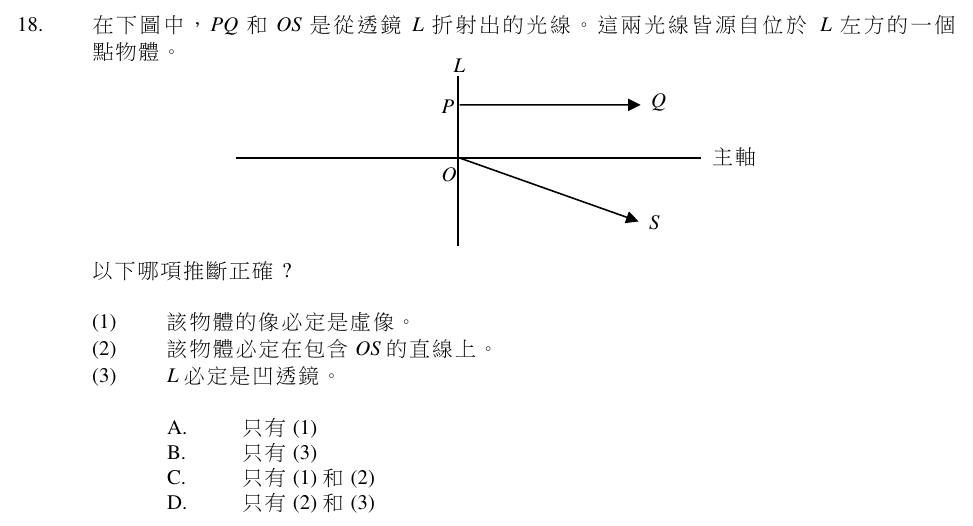 18. 在下圖中，PQ 和 OS 是從透鏡 L 折射出的光線。這兩光線皆源自位於 L 左方的一個
點物體。
L
P
Q
主軸
O
S
以下哪項推斷正確？
(1) 該物體的像必定是虛像。
(2) 該物體必定在包含 OS 的直線上。
(3) L 必定是凹透鏡。
A. 只有 (1)
B. 只有 (3)
C. 只有 (1) 和 (2)
D. 只有 (2) 和 (3)